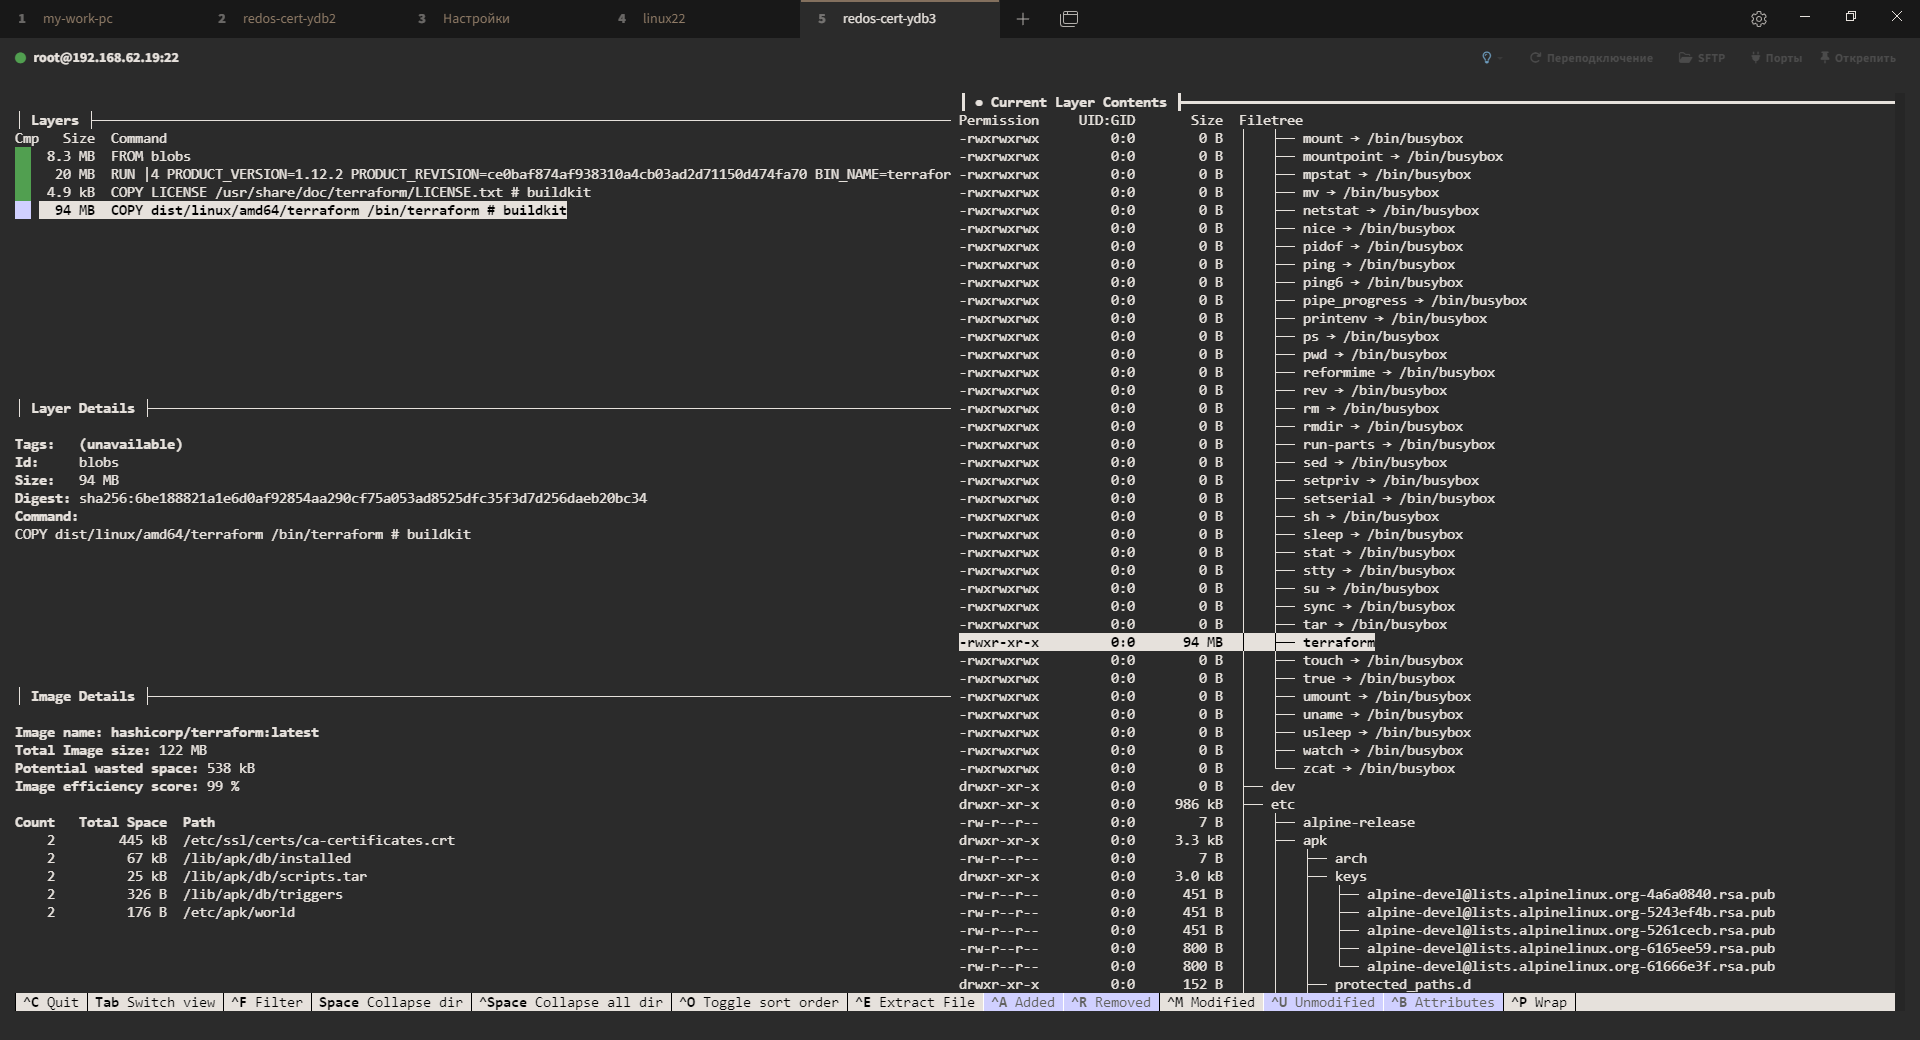 1 my-work-pc 2 redos-cert-ydb2 3 Настройки 4 linux22 5 redos-cert-ydb3
root@192.168.62.19:22 Переподключение SFTP Порты Открепить
Layers
Cmp Size Command
8.3 MB FROM blobs
20 MB RUN |4 PRODUCT_VERSION=1.12.2 PRODUCT_REVISION=ce0baf874af938310a4cb03ad2d71150d474fa70 BIN_NAME=terrafor
4.9 kB COPY LICENSE /usr/share/doc/terraform/LICENSE.txt # buildkit
94 MB COPY dist/linux/amd64/terraform /bin/terraform # buildkit
Layer Details
Tags: (unavailable)
Id: blobs
Size: 94 MB
Digest: sha256:6be188821a1e6d0af92854aa290cf75a053ad8525dfc35f3d7d256daeb20bc34
Command:
COPY dist/linux/amd64/terraform /bin/terraform # buildkit
Image Details
Image name: hashicorp/terraform:latest
Total Image size: 122 MB
Potential wasted space: 538 kB
Image efficiency score: 99 %
Count Total Space Path
2 445 kB /etc/ssl/certs/ca-certificates.crt
2 67 kB /lib/apk/db/installed
2 25 kB /lib/apk/db/scripts.tar
2 326 B /lib/apk/db/triggers
2 176 B /etc/apk/world
● Current Layer Contents
Permission UID:GID Size Filetree
-rwxrwxrwx 0:0 0 B ├── mount → /bin/busybox
-rwxrwxrwx 0:0 0 B ├── mountpoint → /bin/busybox
-rwxrwxrwx 0:0 0 B ├── mpstat → /bin/busybox
-rwxrwxrwx 0:0 0 B ├── mv → /bin/busybox
-rwxrwxrwx 0:0 0 B ├── netstat → /bin/busybox
-rwxrwxrwx 0:0 0 B ├── nice → /bin/busybox
-rwxrwxrwx 0:0 0 B ├── pidof → /bin/busybox
-rwxrwxrwx 0:0 0 B ├── ping → /bin/busybox
-rwxrwxrwx 0:0 0 B ├── ping6 → /bin/busybox
-rwxrwxrwx 0:0 0 B ├── pipe_progress → /bin/busybox
-rwxrwxrwx 0:0 0 B ├── printenv → /bin/busybox
-rwxrwxrwx 0:0 0 B ├── ps → /bin/busybox
-rwxrwxrwx 0:0 0 B ├── pwd → /bin/busybox
-rwxrwxrwx 0:0 0 B ├── reformime → /bin/busybox
-rwxrwxrwx 0:0 0 B ├── rev → /bin/busybox
-rwxrwxrwx 0:0 0 B ├── rm → /bin/busybox
-rwxrwxrwx 0:0 0 B ├── rmdir → /bin/busybox
-rwxrwxrwx 0:0 0 B ├── run-parts → /bin/busybox
-rwxrwxrwx 0:0 0 B ├── sed → /bin/busybox
-rwxrwxrwx 0:0 0 B ├── setpriv → /bin/busybox
-rwxrwxrwx 0:0 0 B ├── setserial → /bin/busybox
-rwxrwxrwx 0:0 0 B ├── sh → /bin/busybox
-rwxrwxrwx 0:0 0 B ├── sleep → /bin/busybox
-rwxrwxrwx 0:0 0 B ├── stat → /bin/busybox
-rwxrwxrwx 0:0 0 B ├── stty → /bin/busybox
-rwxrwxrwx 0:0 0 B ├── su → /bin/busybox
-rwxrwxrwx 0:0 0 B ├── sync → /bin/busybox
-rwxrwxrwx 0:0 0 B ├── tar → /bin/busybox
-rwxr-xr-x 0:0 94 MB ├── terraform
-rwxrwxrwx 0:0 0 B ├── touch → /bin/busybox
-rwxrwxrwx 0:0 0 B ├── true → /bin/busybox
-rwxrwxrwx 0:0 0 B ├── umount → /bin/busybox
-rwxrwxrwx 0:0 0 B ├── uname → /bin/busybox
-rwxrwxrwx 0:0 0 B ├── usleep → /bin/busybox
-rwxrwxrwx 0:0 0 B ├── watch → /bin/busybox
-rwxrwxrwx 0:0 0 B └── zcat → /bin/busybox
drwxr-xr-x 0:0 0 B ├── dev
drwxr-xr-x 0:0 986 kB ├── etc
-rw-r--r-- 0:0 7 B ├── alpine-release
drwxr-xr-x 0:0 3.3 kB ├── apk
-rw-r--r-- 0:0 7 B ├── arch
drwxr-xr-x 0:0 3.0 kB ├── keys
-rw-r--r-- 0:0 451 B ├── alpine-devel@lists.alpinelinux.org-4a6a0840.rsa.pub
-rw-r--r-- 0:0 451 B ├── alpine-devel@lists.alpinelinux.org-5243ef4b.rsa.pub
-rw-r--r-- 0:0 451 B ├── alpine-devel@lists.alpinelinux.org-5261cecb.rsa.pub
-rw-r--r-- 0:0 800 B ├── alpine-devel@lists.alpinelinux.org-6165ee59.rsa.pub
-rw-r--r-- 0:0 800 B └── alpine-devel@lists.alpinelinux.org-61666e3f.rsa.pub
drwxr-xr-x 0:0 152 B ├── protected_paths.d
^C Quit Tab Switch view ^F Filter Space Collapse dir ^Space Collapse all dir ^O Toggle sort order ^E Extract File ^A Added ^R Removed ^M Modified ^U Unmodified ^B Attributes ^P Wrap